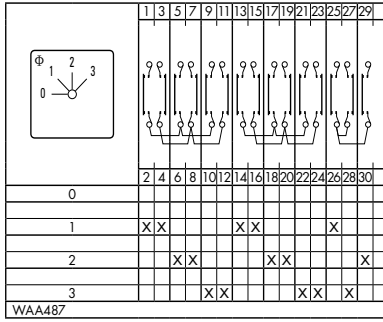 1 3 5 7 9 11 13 15 17 19 21 23 25 27 29
Φ
1 2 3
0
2 4 6 8 10 12 14 16 18 20 22 24 26 28 30
0
1 X X X X X
2 X X X X X
3 X X X X X
WAA487